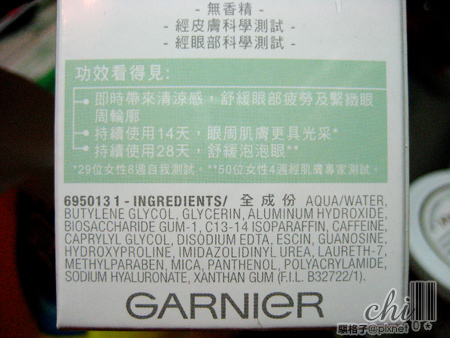 - 無香精 -
- 經皮膚科學測試 -
- 經眼部科學測試 -
功效看得見:
即時帶來清涼感，舒緩眼部疲勞及緊緻眼
周輪廓
持續使用14天，眼周肌膚更具光采*
持續使用28天，舒緩泡泡眼**
*29位女性8週自我測試。**50位女性4週經肌膚專家測試。
6950131-INGREDIENTS/ 全成份 AQUA/WATER,
BUTYLENE GLYCOL, GLYCERIN, ALUMINUM HYDROXIDE,
BIOSACCHARIDE GUM-1, C13-14 ISOPARAFFIN, CAFFEINE,
CAPRYLYL GLYCOL, DISODIUM EDTA, ESCIN, GUANOSINE,
HYDROXYPROLINE, IMIDAZOLIDINYL UREA, LAURETH-7,
METHYLPARABEN, MICA, PANTHENOL, POLYACRYLAMIDE,
SODIUM HYALURONATE, XANTHAN GUM (F.I.L. B32722/1).
GARNIER
chi
騏格子@pixnet